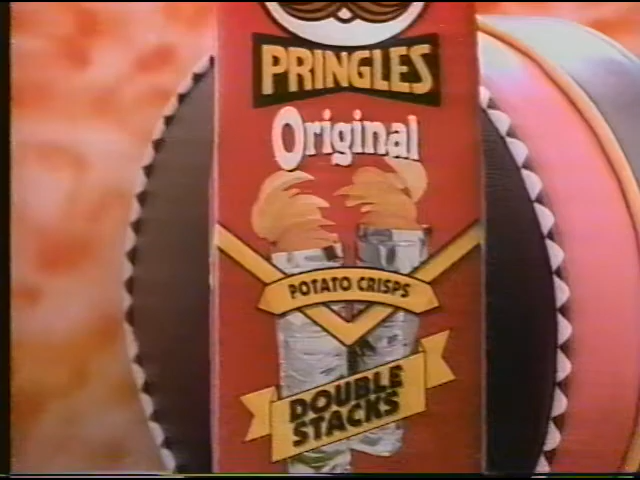 PRINGLES
Original
POTATO CRISPS
DOUBLE
STACKS